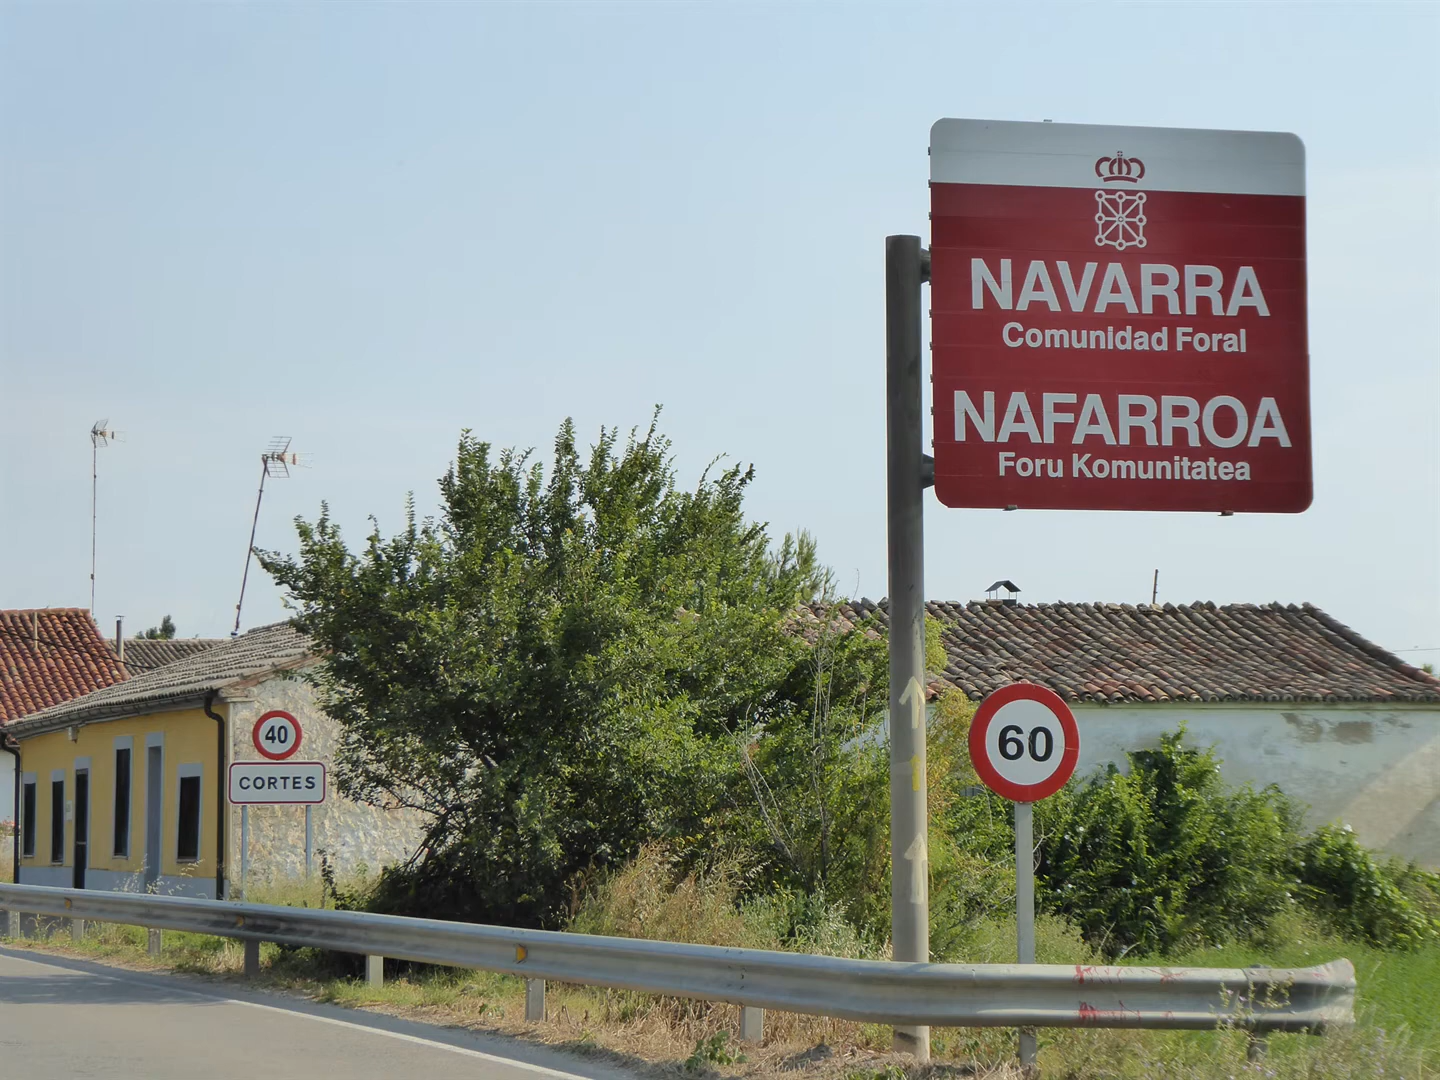 NAVARRA
Comunidad Foral
NAFARROA
Foru Komunitatea
60
40
CORTES